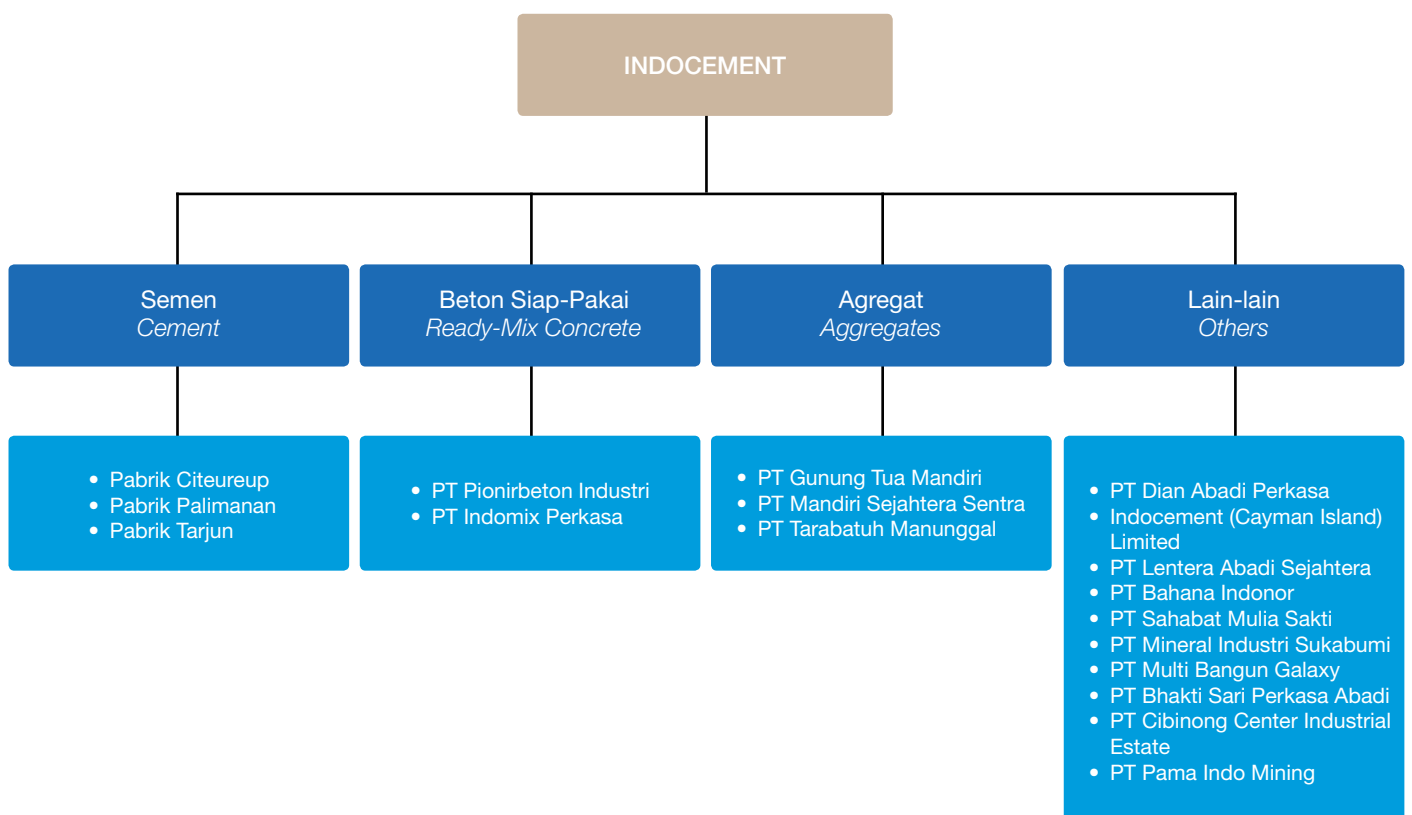 INDOCEMENT
Semen
Cement
Beton Siap-Pakai
Ready-Mix Concrete
Agregat
Aggregates
Lain-lain
Others
• Pabrik Citeureup
• Pabrik Palimanan
• Pabrik Tarjun
• PT Pionirbeton Industri
• PT Indomix Perkasa
• PT Gunung Tua Mandiri
• PT Mandiri Sejahtera Sentra
• PT Tarabatuh Manunggal
• PT Dian Abadi Perkasa
• Indocement (Cayman Island)
Limited
• PT Lentera Abadi Sejahtera
• PT Bahana Indonor
• PT Sahabat Mulia Sakti
• PT Mineral Industri Sukabumi
• PT Multi Bangun Galaxy
• PT Bhakti Sari Perkasa Abadi
• PT Cibinong Center Industrial
Estate
• PT Pama Indo Mining